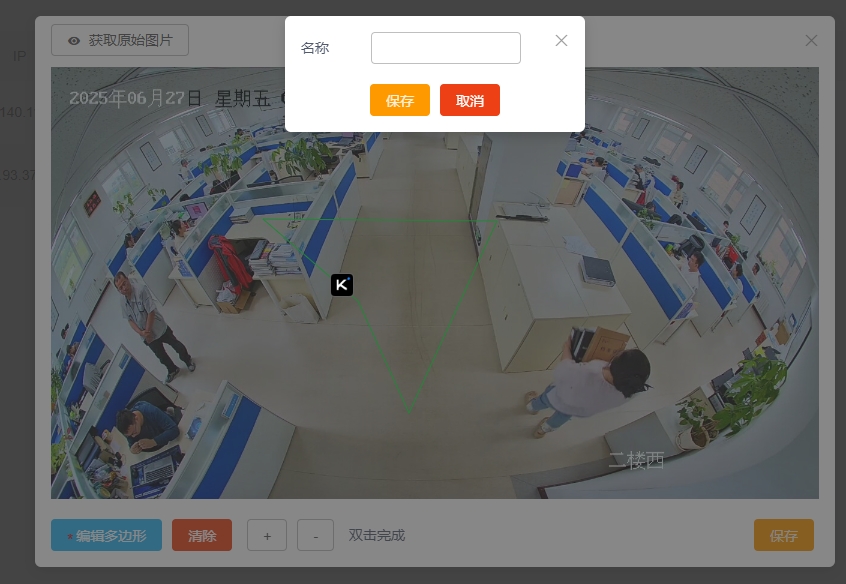 获取原始图片
IP
名称
保存
取消
2025年06月27日 星期五
140.1
193.37
K
二楼西
*编辑多边形
清除
+
-
双击完成
保存